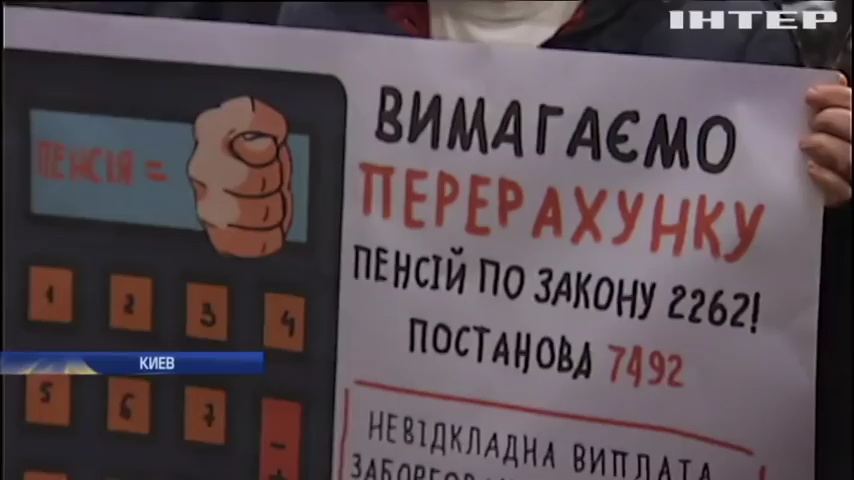 ІНТЕР
ПЕНСІЯ =
ВИМАГАЄМО
ПЕРЕРАХУНКУ
ПЕНСІЙ ПО ЗАКОНУ 2262!
ПОСТАНОВА 7492
1 2 3 4
КИЕВ
5 6 7 -
НЕВІДКЛАДНА ВИПЛАТА